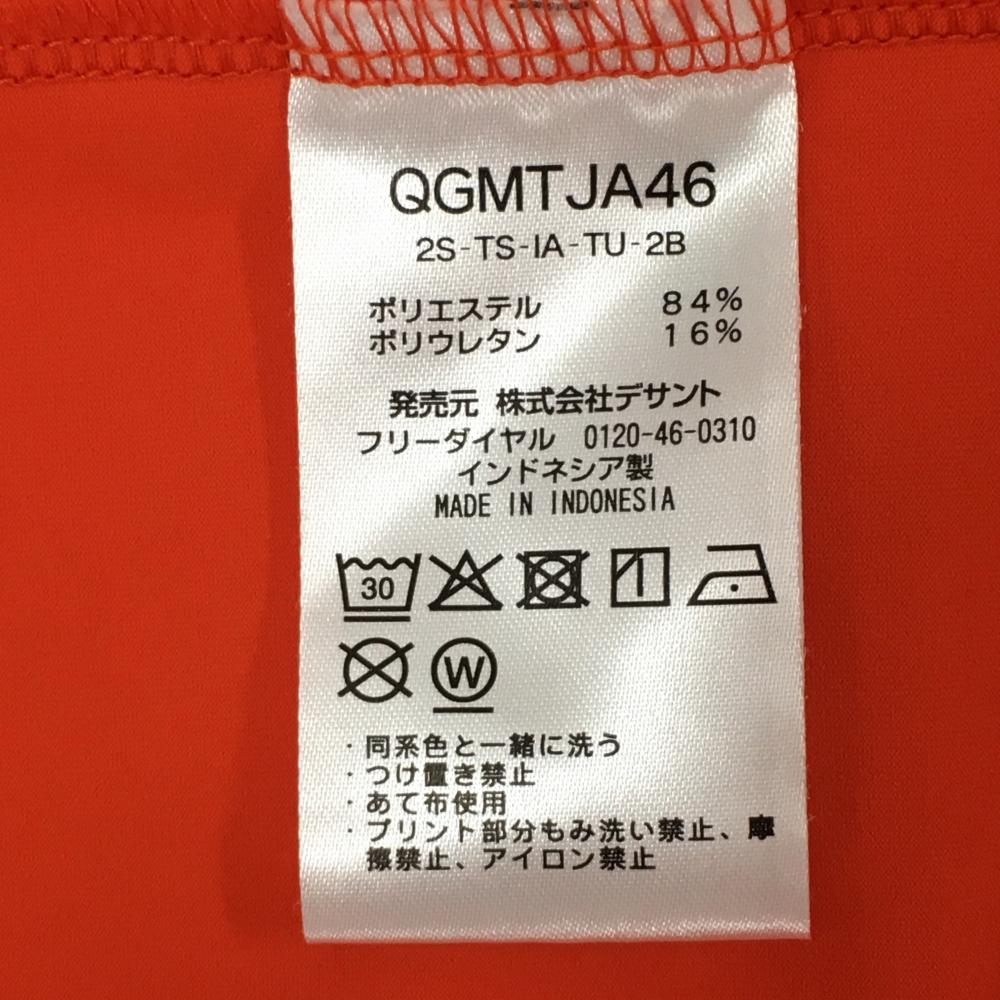 QGMTJA46
2S-TS-IA-TU-2B
ポリエステル 84%
ポリウレタン 16%
発売元 株式会社デサント
フリーダイヤル 0120-46-0310
インドネシア製
MADE IN INDONESIA
30
W
・同系色と一緒に洗う
・つけ置き禁止
・あて布使用
・プリント部分もみ洗い禁止、摩
擦禁止、アイロン禁止